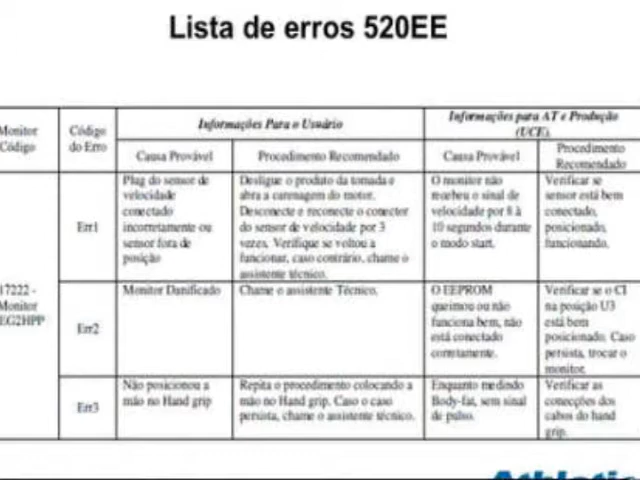 Lista de erros 520EE
Monitor
Código
Código
do Erro
Informações Para o Usuário
Informações para AT e Produção
(UCE).
Causa Provável
Procedimento Recomendado
Causa Provável
Procedimento
Recomendado
17222 -
Monitor
EG2HPP
Err1
Plag do sensor de
velocidade
conectado
incorretamente ou
sensor fora de
posição
Desligue o produto da tomada e
abra a carenagem do motor.
Desconecte e reconecte o conector
do sensor de velocidade por 3
vezes. Verifique se voltou a
funcionar, caso contrário, chame o
assistente técnico.
O monitor não
recebeu o sinal de
velocidade por 8 à
10 segundos durante
o modo start.
Verificar se
sensor está bem
conectado,
posicionado,
funcionando.
Err2
Monitor Danificado
Chame o assistente Técnico.
O EEPROM
queimou ou não
funciona bem, não
está conectado
corretamente.
Verificar se o CI
na posição U3
está bem
posicionado. Caso
persista, trocar o
monitor.
Err3
Não posicionou a
mão no Hand grip
Repita o procedimento colocando a
mão no Hand grip. Caso o caso
persista, chame o assistente técnico.
Enquanto medindo
Body-fat, sem sinal
de pulso.
Verificar as
conecções dos
cabos do hand
grip.